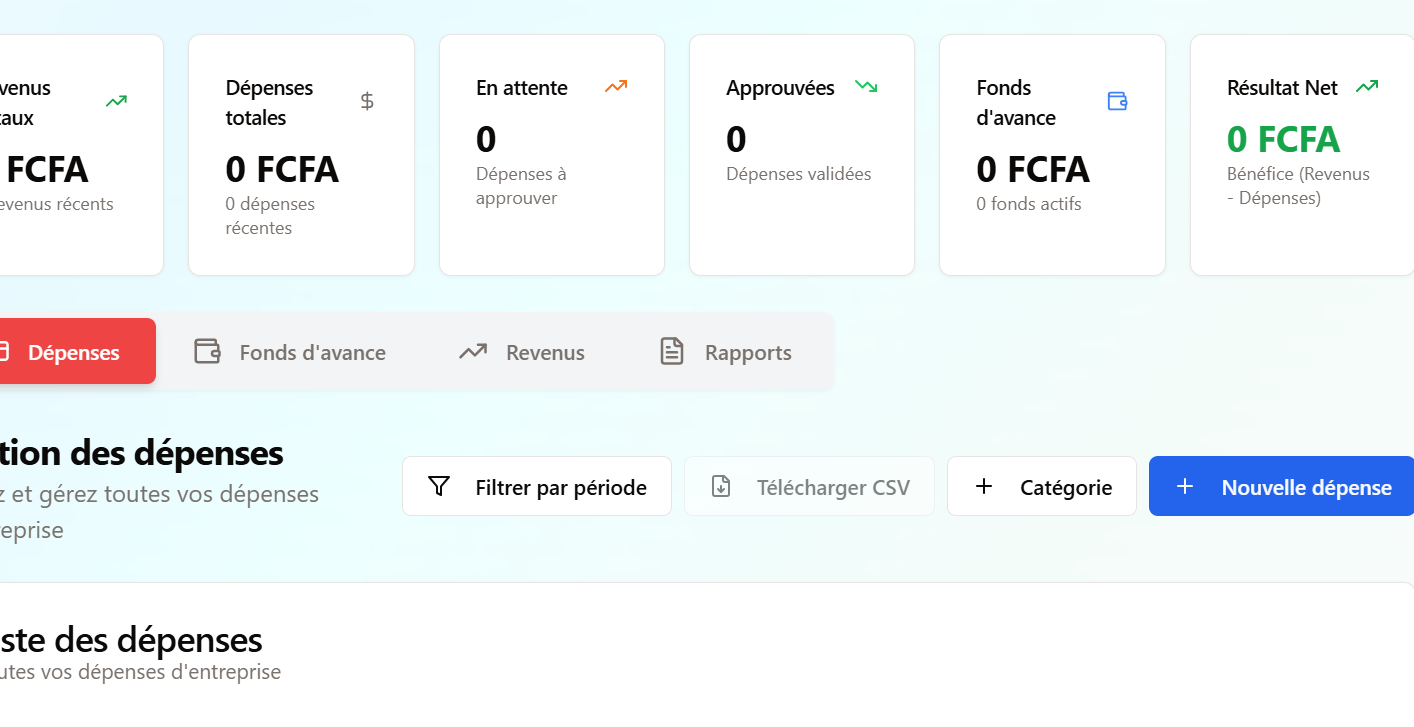 venus
aux
FCFA
evenus récents
Dépenses
totales
$
0 FCFA
0 dépenses
récentes
En attente
0
Dépenses à
approuver
Approuvées
0
Dépenses validées
Fonds
d'avance
0 FCFA
0 fonds actifs
Résultat Net
0 FCFA
Bénéfice (Revenus
- Dépenses)
Dépenses
Fonds d'avance
Revenus
Rapports
tion des dépenses
z et gérez toutes vos dépenses
reprise
Filtrer par période
Télécharger CSV
+ Catégorie
+ Nouvelle dépense
ste des dépenses
utes vos dépenses d'entreprise